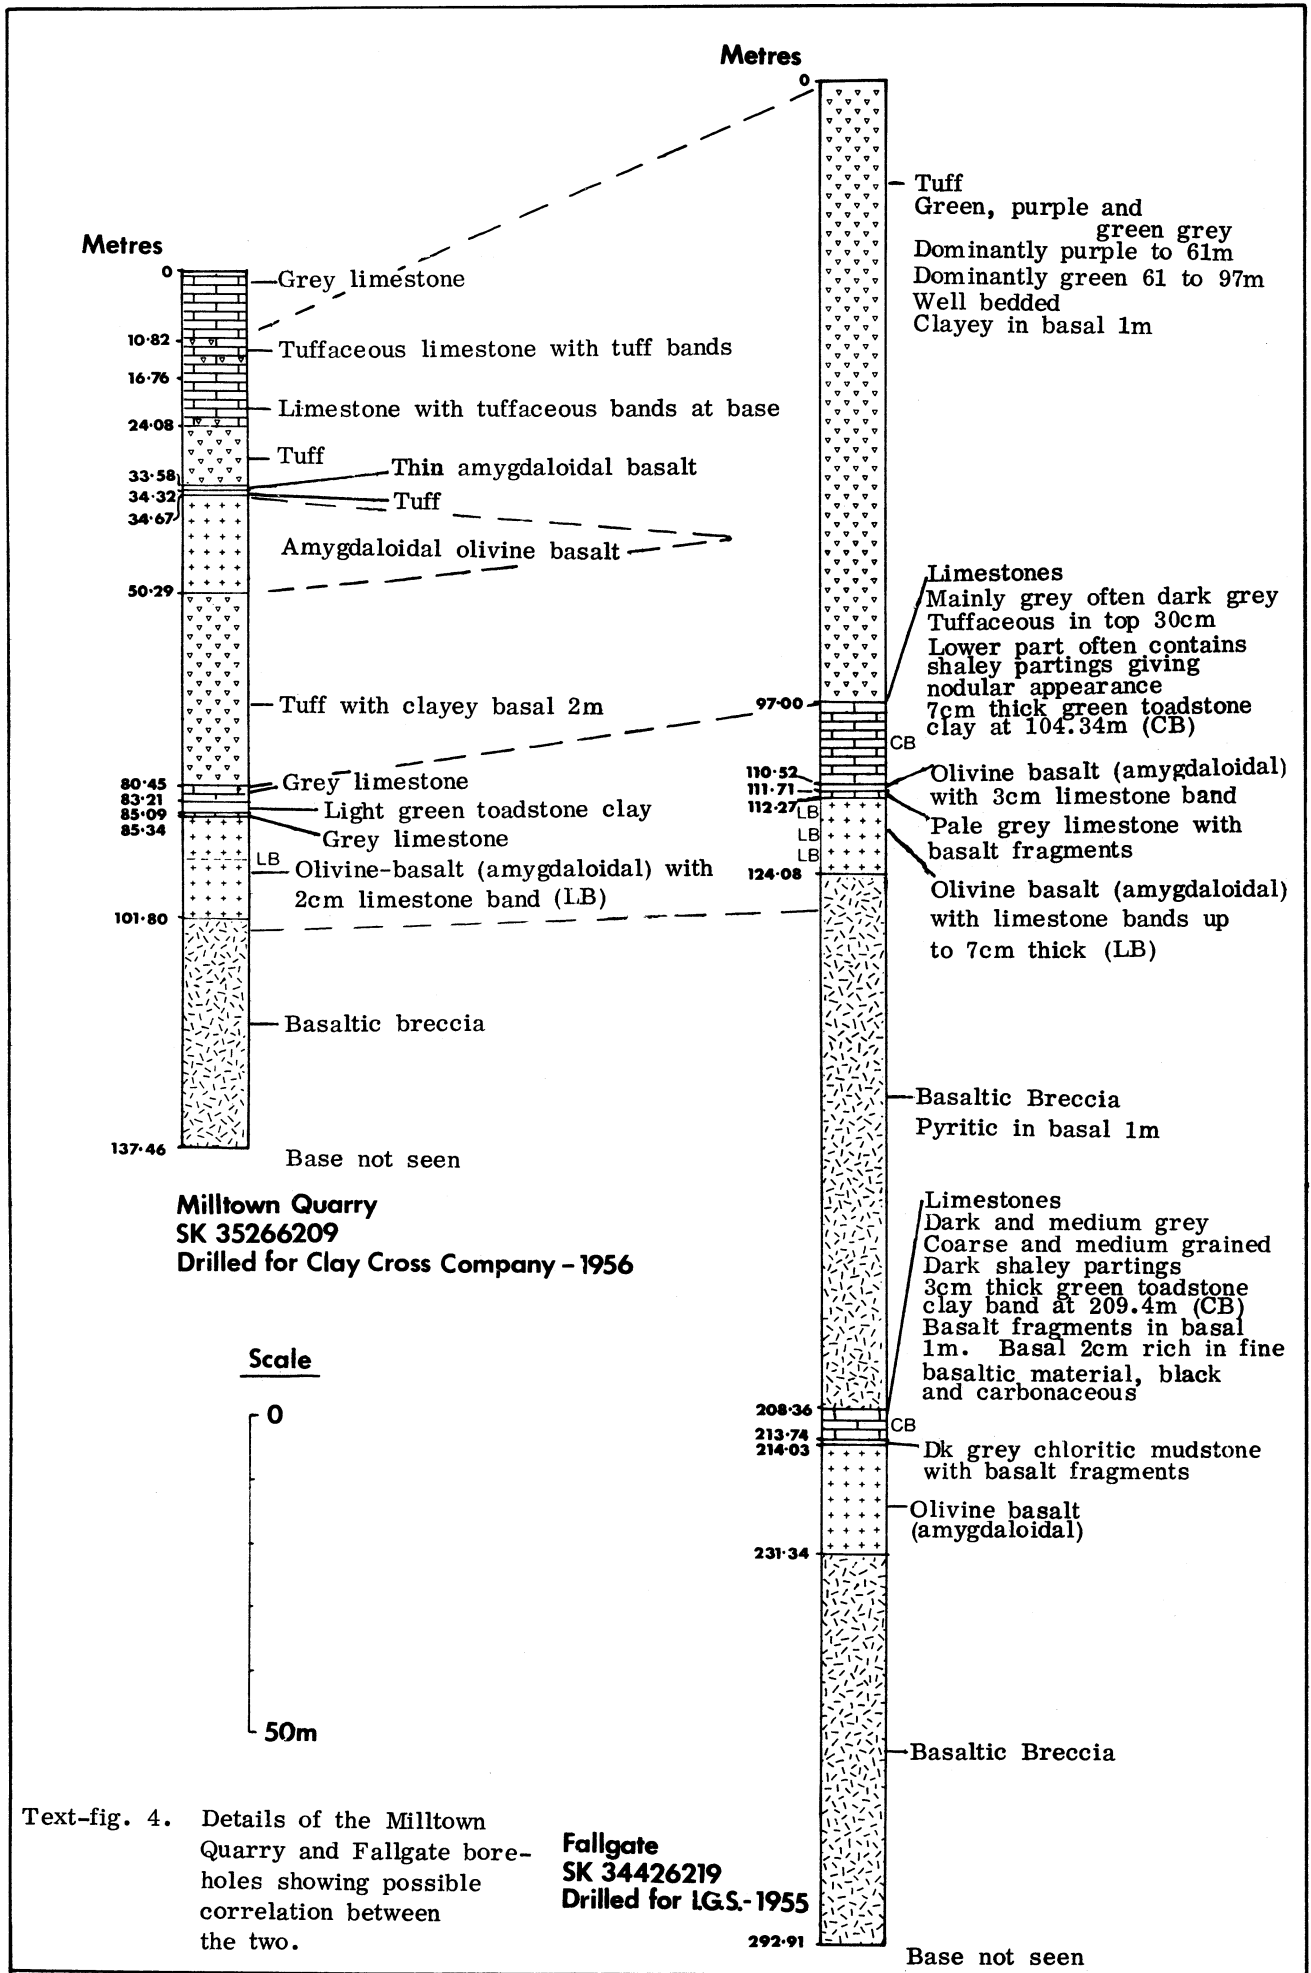 Metres
0
10·82
16·76
24·08
33·58
34·32
34·67
50·29
80·45
83·21
85·09
85·34
101·80
137·46
Grey limestone
Tuffaceous limestone with tuff bands
Limestone with tuffaceous bands at base
Tuff
Thin amygdaloidal basalt
Tuff
Amygdaloidal olivine basalt
Tuff with clayey basal 2m
Grey limestone
Light green toadstone clay
Grey limestone
LB
Olivine-basalt (amygdaloidal) with
2cm limestone band (LB)
Basaltic breccia
Base not seen
Milltown Quarry
SK 35266209
Drilled for Clay Cross Company – 1956
Scale
0
50m
Metres
0
97·00
110·52
111·71
112·27
124·08
208·36
213·74
214·03
231·34
292·91
Tuff
Green, purple and
green grey
Dominantly purple to 61m
Dominantly green 61 to 97m
Well bedded
Clayey in basal 1m
Limestones
Mainly grey often dark grey
Tuffaceous in top 30cm
Lower part often contains
shaley partings giving
nodular appearance
7cm thick green toadstone
clay at 104.34m (CB)
CB
Olivine basalt (amygdaloidal)
with 3cm limestone band
Pale grey limestone with
basalt fragments
LB
LB
LB
Olivine basalt (amygdaloidal)
with limestone bands up
to 7cm thick (LB)
Basaltic Breccia
Pyritic in basal 1m
Limestones
Dark and medium grey
Coarse and medium grained
Dark shaley partings
3cm thick green toadstone
clay band at 209.4m (CB)
Basalt fragments in basal
1m. Basal 2cm rich in fine
basaltic material, black
and carbonaceous
CB
Dk grey chloritic mudstone
with basalt fragments
Olivine basalt
(amygdaloidal)
Basaltic Breccia
Base not seen
Fallgate
SK 34426219
Drilled for I.G.S.- 1955
Text-fig. 4. Details of the Milltown
Quarry and Fallgate bore-
holes showing possible
correlation between
the two.